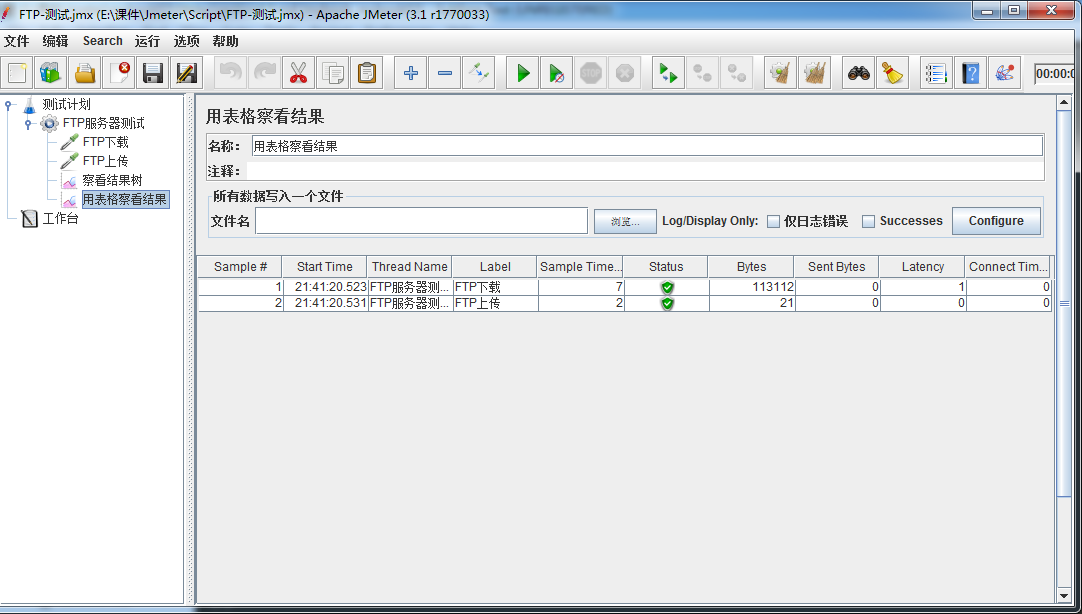 FTP-测试.jmx (E:\课件\Jmeter\Script\FTP-测试.jmx) - Apache JMeter (3.1 r1770033)
文件 编辑 Search 运行 选项 帮助
STOP
00:00:0
测试计划
FTP服务器测试
FTP下载
FTP上传
察看结果树
用表格察看结果
工作台
用表格察看结果
名称： 用表格察看结果
注释：
所有数据写入一个文件
文件名 浏览... Log/Display Only: 仅日志错误 Successes Configure
Sample # Start Time Thread Name Label Sample Time... Status Bytes Sent Bytes Latency Connect Tim...
1 21:41:20.523 FTP服务器测... FTP下载 7 113112 0 1 0
2 21:41:20.531 FTP服务器测... FTP上传 2 21 0 0 0